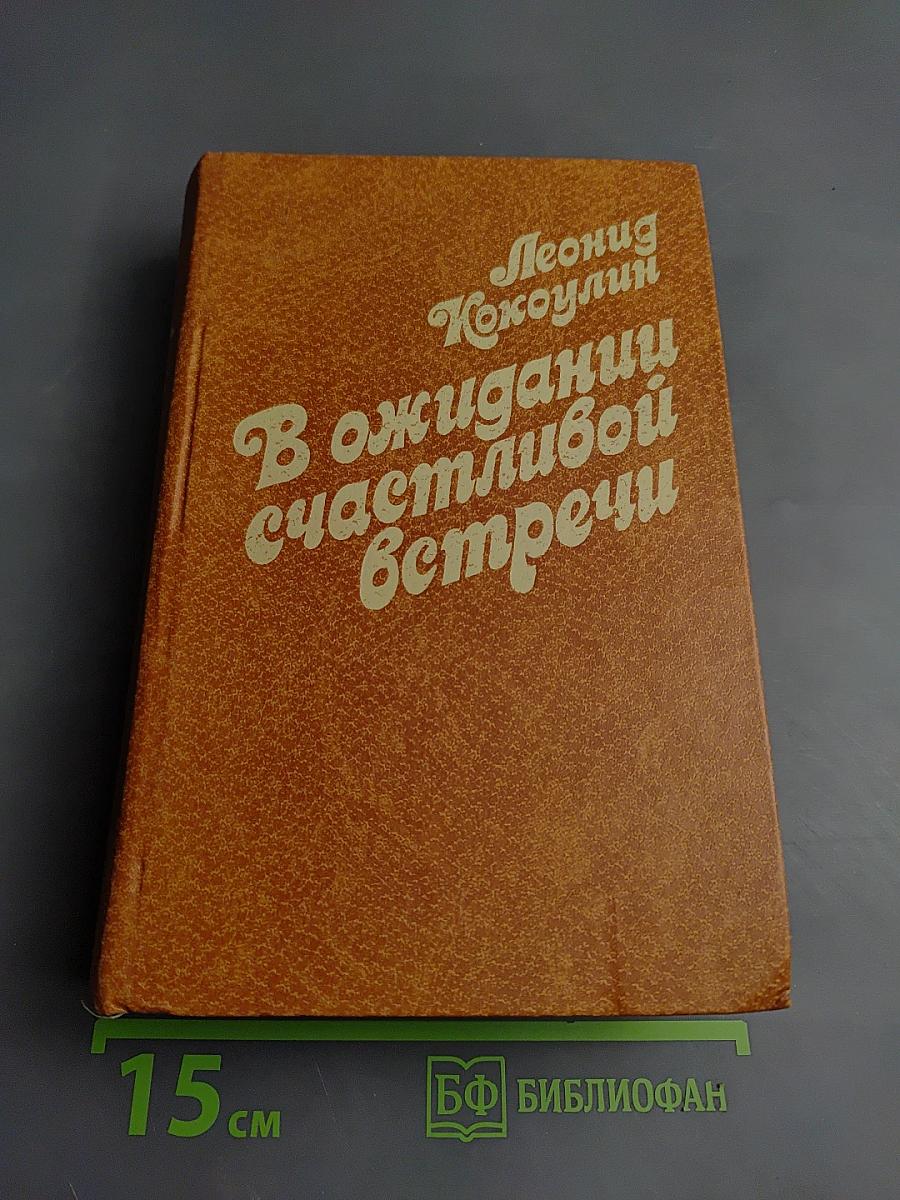 Леонид
Кокоулин
В ожидании
счастливой
встречи
15 см
БФ БИБЛИОФАН